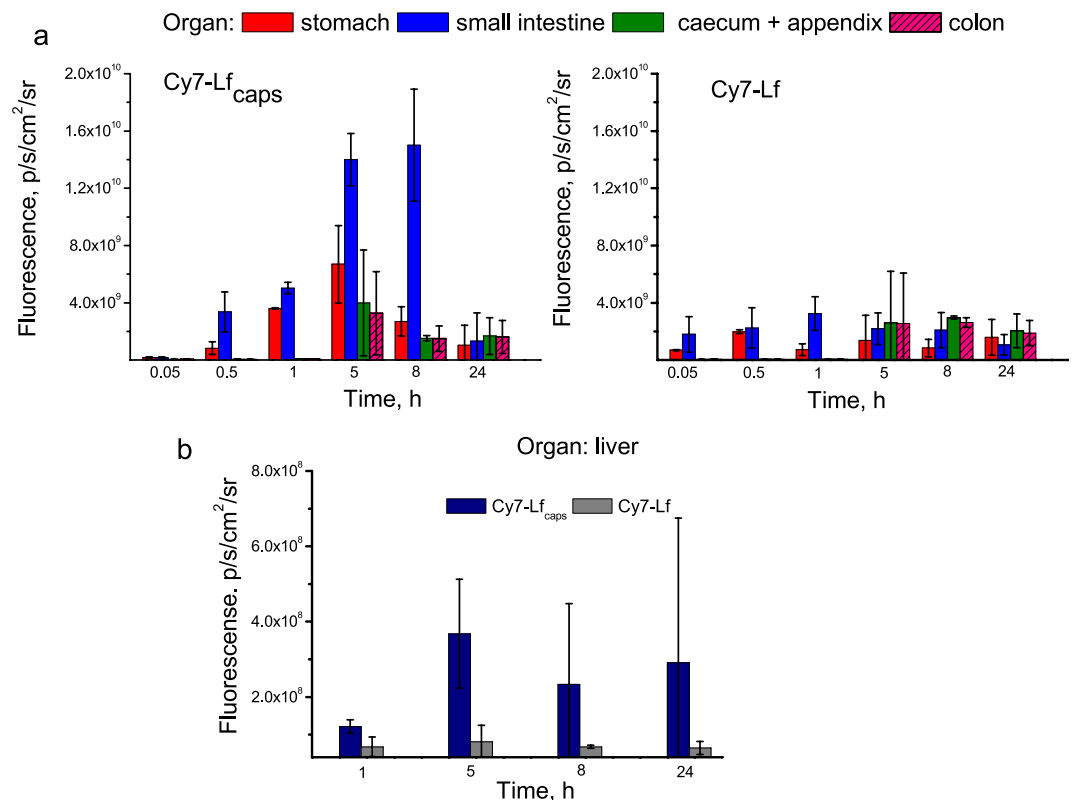 Organ: stomach small intestine caecum + appendix colon
a
Cy7-Lfcaps
Cy7-Lf
Fluorescence, p/s/cm²/sr
2.0x10¹⁰
1.6x10¹⁰
1.2x10¹⁰
8.0x10⁹
4.0x10⁹
0.05 0.5 1 5 8 24
Time, h
Fluorescence, p/s/cm²/sr
2.0x10¹⁰
1.6x10¹⁰
1.2x10¹⁰
8.0x10⁹
4.0x10⁹
0.05 0.5 1 5 8 24
Time, h
b
Organ: liver
Cy7-Lfcaps Cy7-Lf
Fluorescense. p/s/cm²/sr
8.0x10⁸
6.0x10⁸
4.0x10⁸
2.0x10⁸
1 5 8 24
Time, h